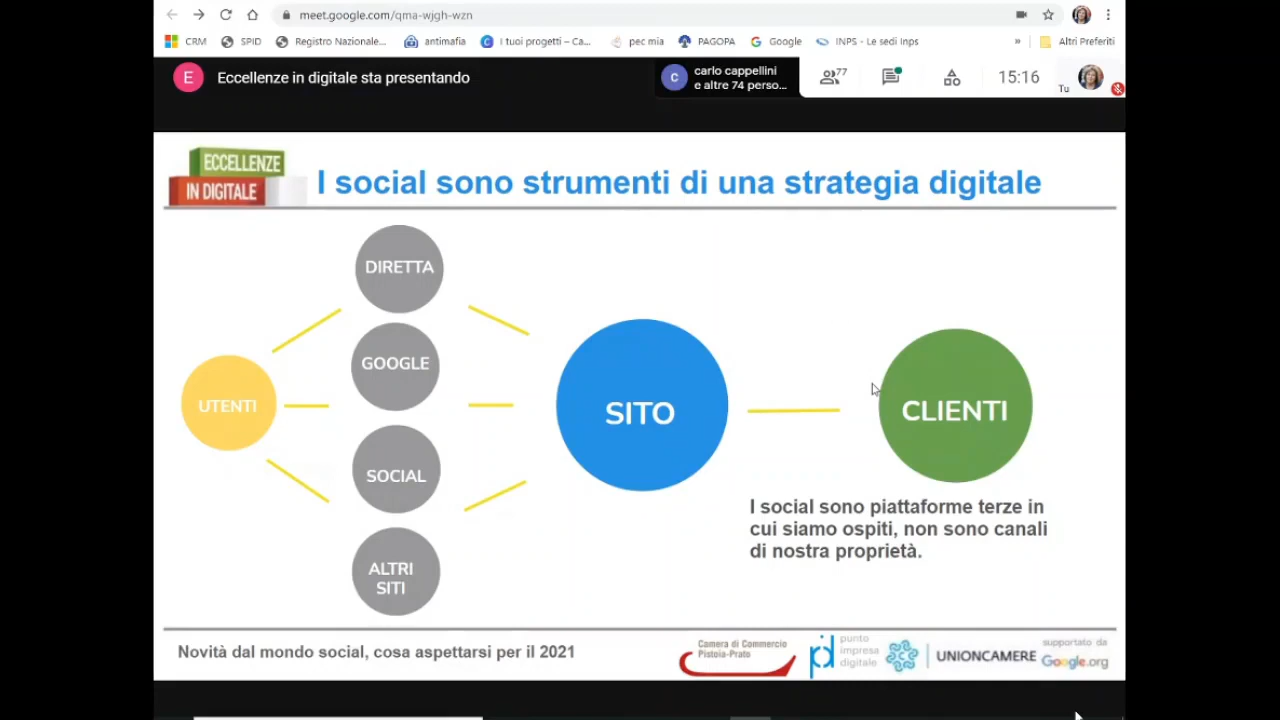 meet.google.com/qma-wjgh-wzn
CRM
SPID
Registro Nazionale...
antimafia
I tuoi progetti – Ca...
pec mia
PAGOPA
Google
INPS - Le sedi Inps
»
Altri Preferiti
E
Eccellenze in digitale sta presentando
c
carlo cappellini
e altre 74 perso...
77
15:16
Tu
ECCELLENZE
IN DIGITALE
I social sono strumenti di una strategia digitale
DIRETTA
GOOGLE
UTENTI
SITO
CLIENTI
SOCIAL
ALTRI
SITI
I social sono piattaforme terze in
cui siamo ospiti, non sono canali
di nostra proprietà.
Novità dal mondo social, cosa aspettarsi per il 2021
Camera di Commercio
Pistoia-Prato
pid
punto
impresa
digitale
UNIONCAMERE
supportato da
Google.org